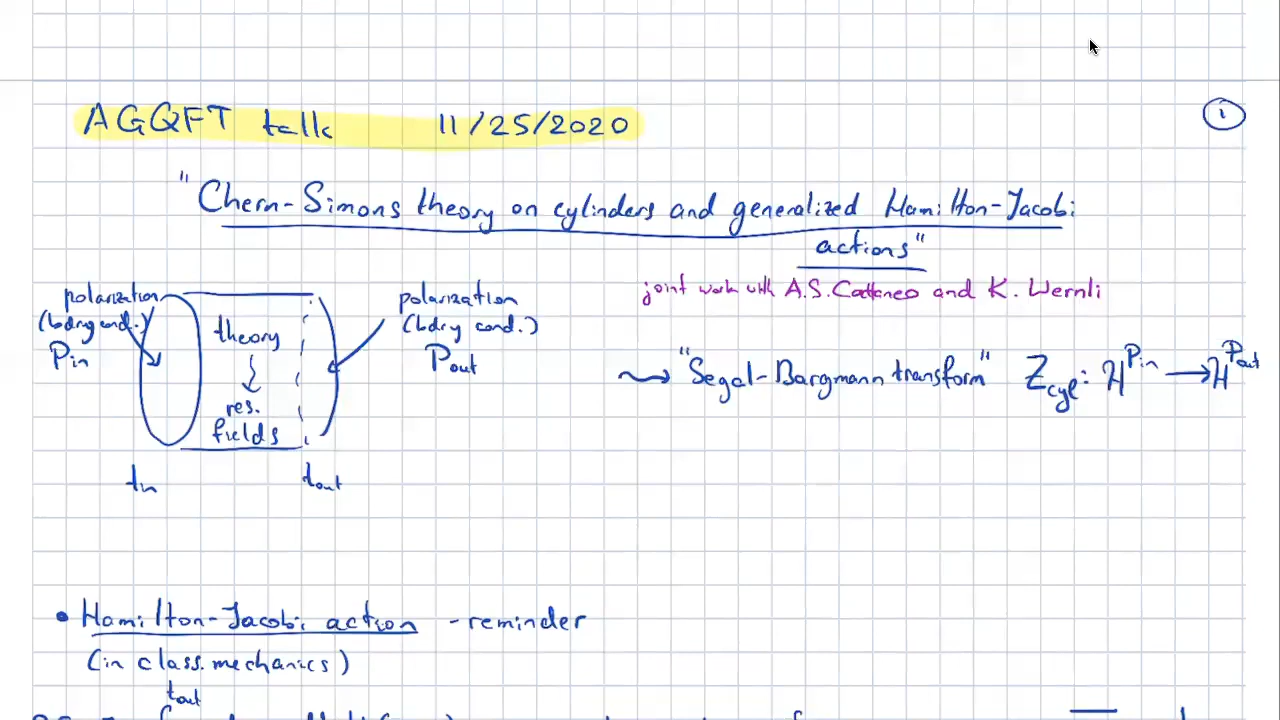 AGQFT talk 11/25/2020
1
"Chern-Simons theory on cylinders and generalized Hamilton-Jacobi
actions"
joint work with A.S. Cattaneo and K. Wernli
polarization
(bdry cond.)
Pin
theory
res.
fields
tin
tout
polarization
(bdry cond.)
Pout
⇝ "Segal-Bargmann transform" Z_cyl: H^Pin → H^Pout
• Hamilton-Jacobi action - reminder
(in class. mechanics)
tout